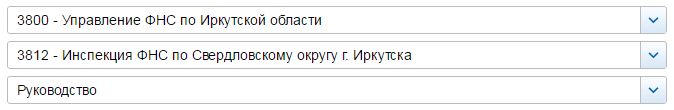 3800 - Управление ФНС по Иркутской области
3812 - Инспекция ФНС по Свердловскому округу г. Иркутска
Руководство